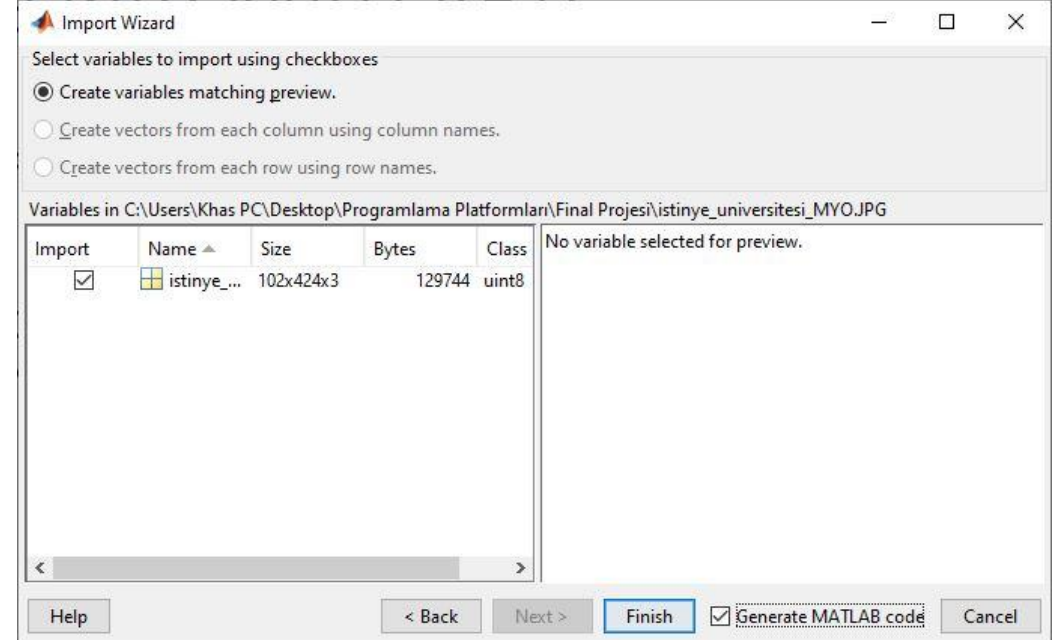 Import Wizard
Select variables to import using checkboxes
Create variables matching preview.
Create vectors from each column using column names.
Create vectors from each row using row names.
Variables in C:\Users\Khas PC\Desktop\Programlama Platformları\Final Projesi\istinye_universitesi_MYO.JPG
Import Name Size Bytes Class
istinye_... 102x424x3 129744 uint8
No variable selected for preview.
Help < Back Next > Finish Generate MATLAB code Cancel